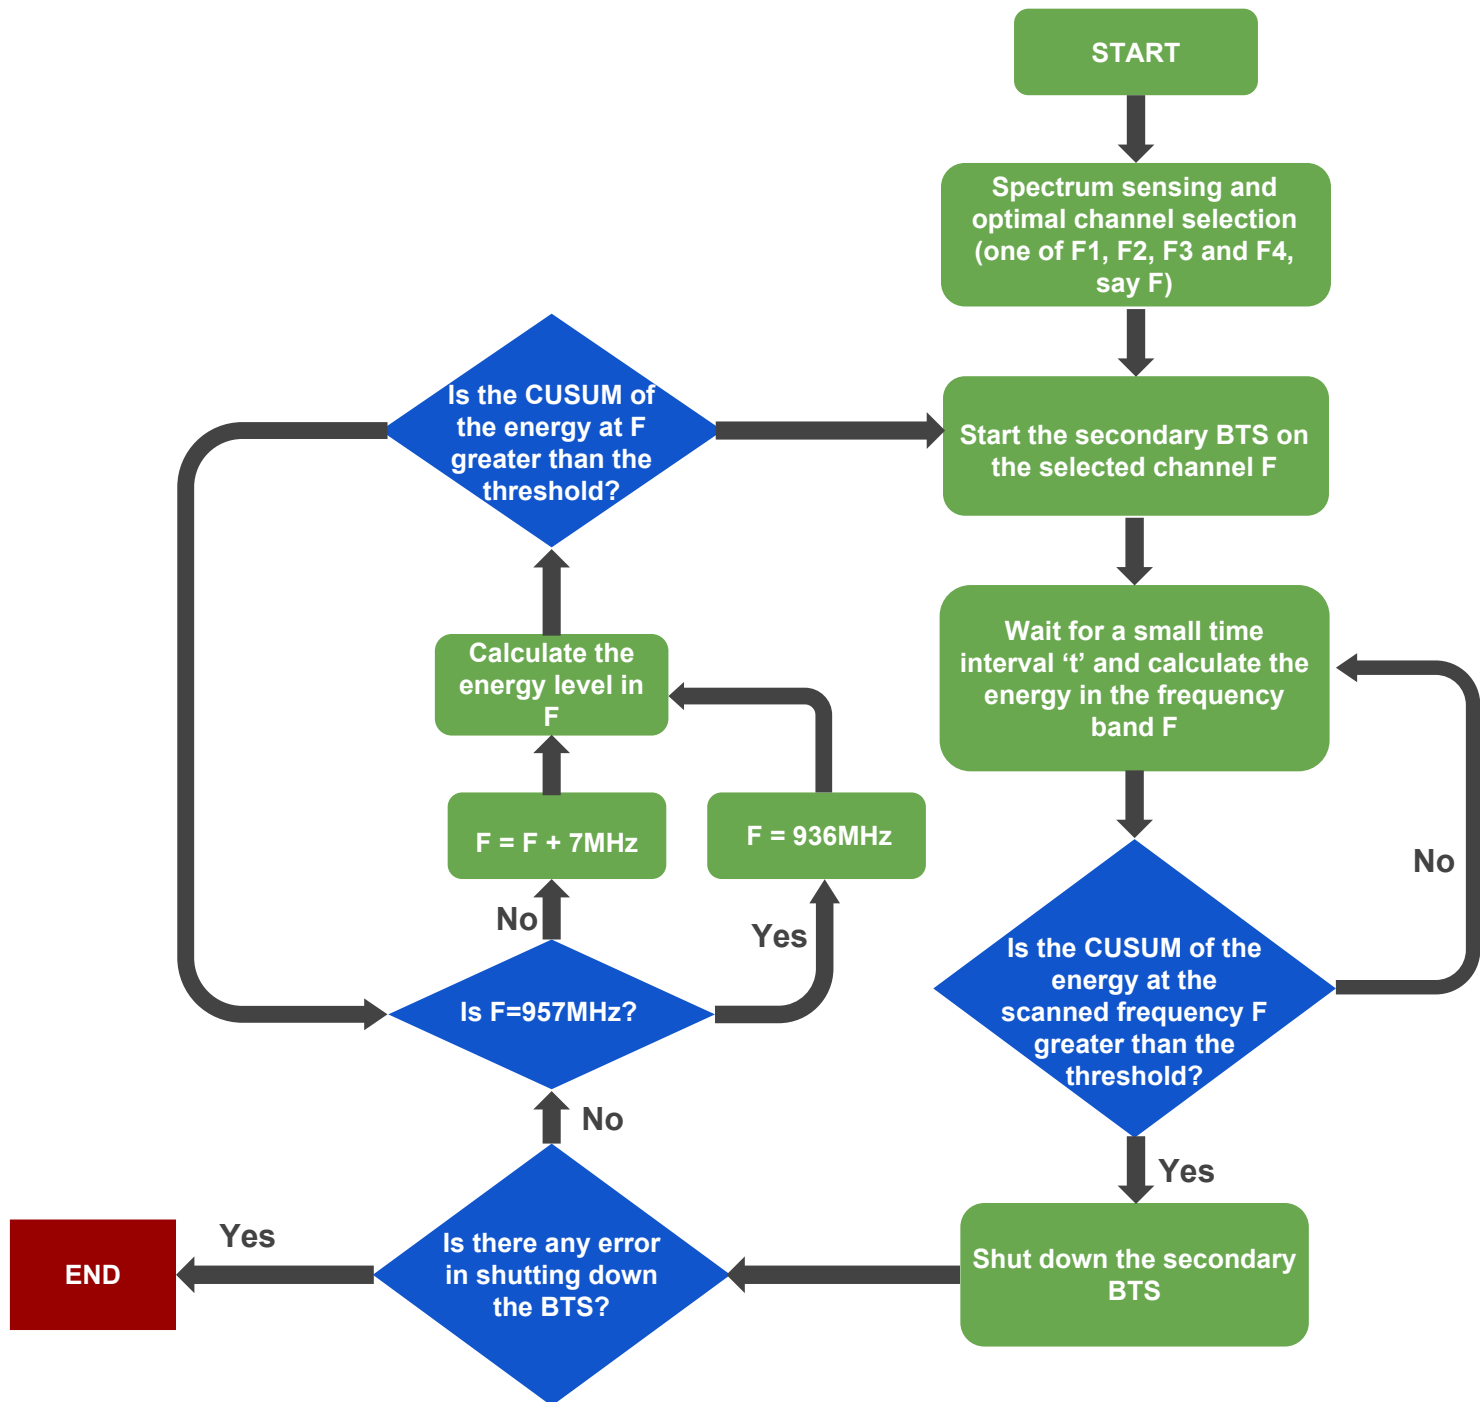 START
Spectrum sensing and
optimal channel selection
(one of F1, F2, F3 and F4,
say F)
Is the CUSUM of
the energy at F
greater than the
threshold?
Start the secondary BTS on
the selected channel F
Wait for a small time
interval ‘t’ and calculate the
energy in the frequency
band F
Calculate the
energy level in
F
F = F + 7MHz
F = 936MHz
No
No
Yes
Is the CUSUM of the
energy at the
scanned frequency F
greater than the
threshold?
Is F=957MHz?
No
Yes
Yes
Is there any error
in shutting down
the BTS?
Shut down the secondary
BTS
END